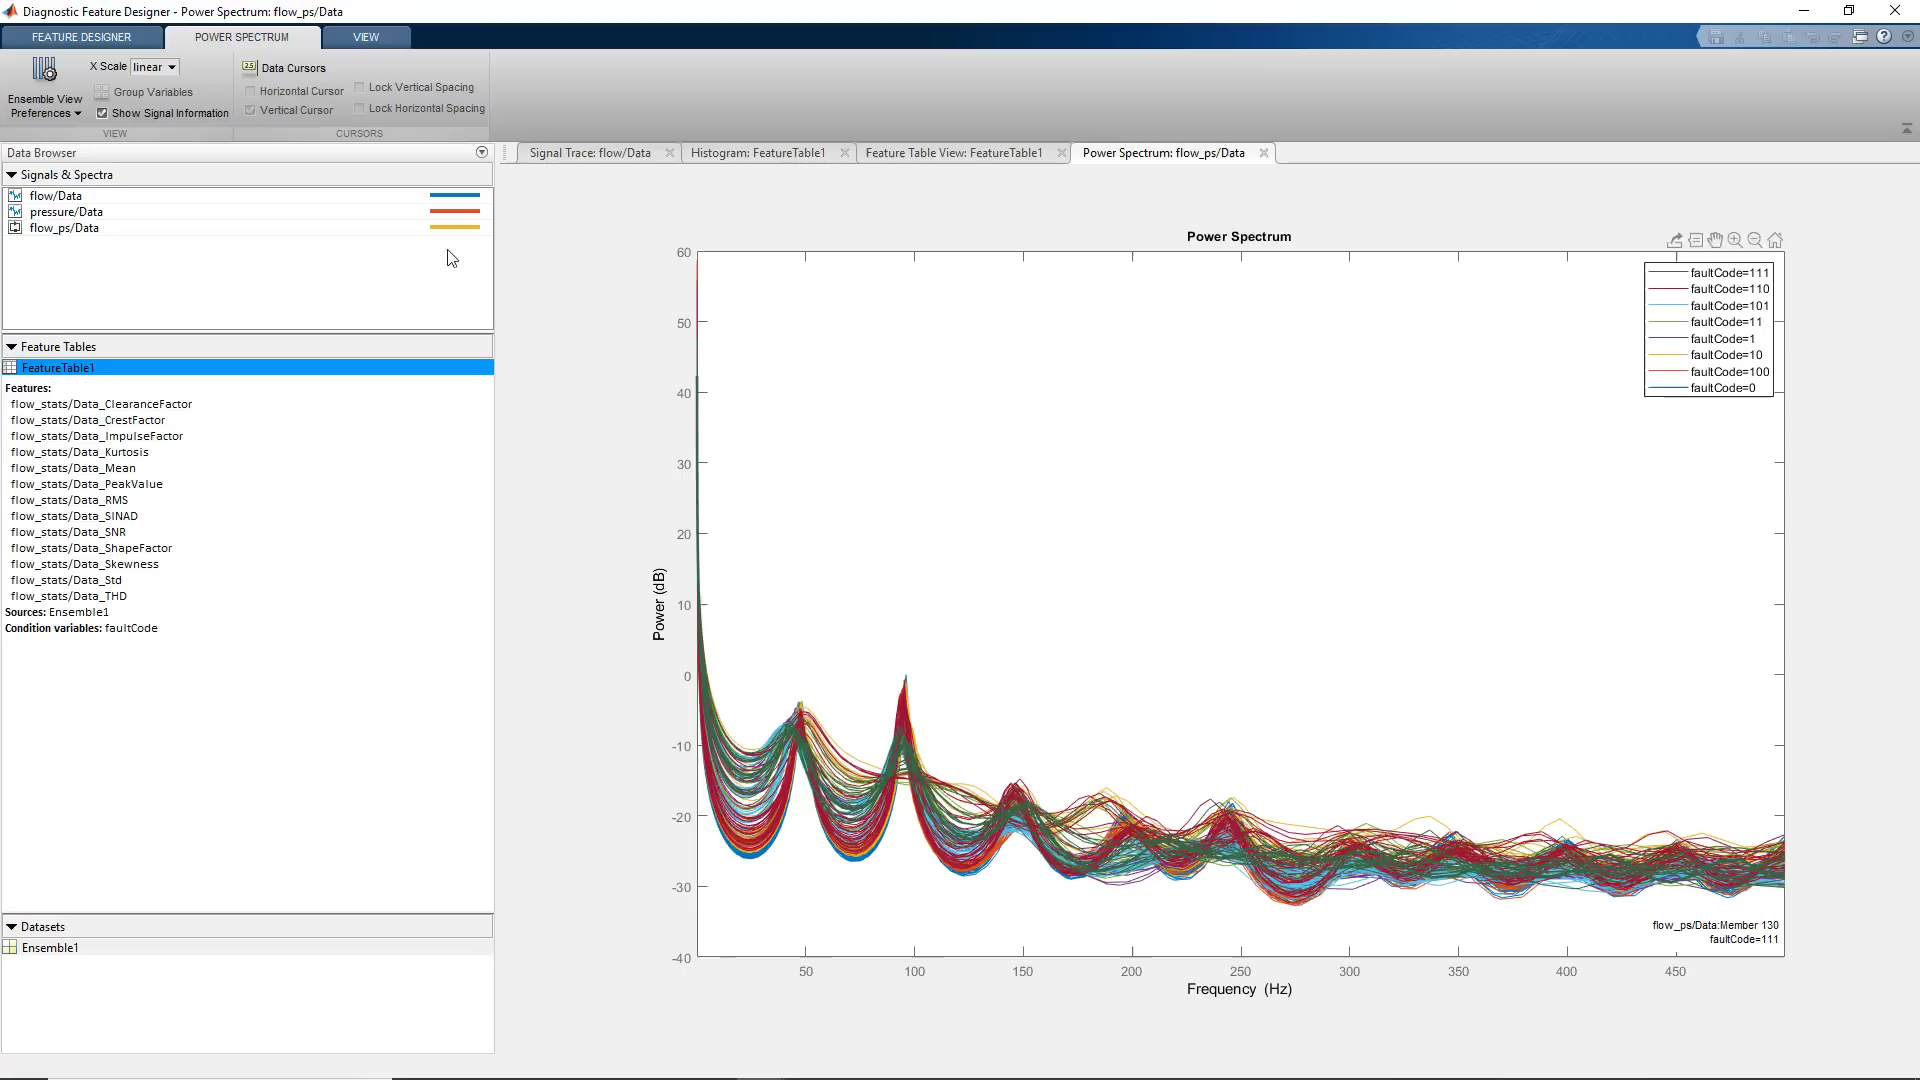 Diagnostic Feature Designer - Power Spectrum: flow_ps/Data
FEATURE DESIGNER
POWER SPECTRUM
VIEW
Ensemble View
Preferences
X Scale linear
Group Variables
Show Signal Information
VIEW
Data Cursors
Horizontal Cursor
Vertical Cursor
Lock Vertical Spacing
Lock Horizontal Spacing
CURSORS
Data Browser
Signals & Spectra
flow/Data
pressure/Data
flow_ps/Data
Feature Tables
FeatureTable1
Features:
flow_stats/Data_ClearanceFactor
flow_stats/Data_CrestFactor
flow_stats/Data_ImpulseFactor
flow_stats/Data_Kurtosis
flow_stats/Data_Mean
flow_stats/Data_PeakValue
flow_stats/Data_RMS
flow_stats/Data_SINAD
flow_stats/Data_SNR
flow_stats/Data_ShapeFactor
flow_stats/Data_Skewness
flow_stats/Data_Std
flow_stats/Data_THD
Sources: Ensemble1
Condition variables: faultCode
Datasets
Ensemble1
Signal Trace: flow/Data
Histogram: FeatureTable1
Feature Table View: FeatureTable1
Power Spectrum: flow_ps/Data
Power Spectrum
60
50
40
30
20
10
0
-10
-20
-30
-40
Power (dB)
faultCode=111
faultCode=110
faultCode=101
faultCode=11
faultCode=1
faultCode=10
faultCode=100
faultCode=0
flow_ps/Data:Member 130
faultCode=111
50
100
150
200
250
300
350
400
450
Frequency (Hz)